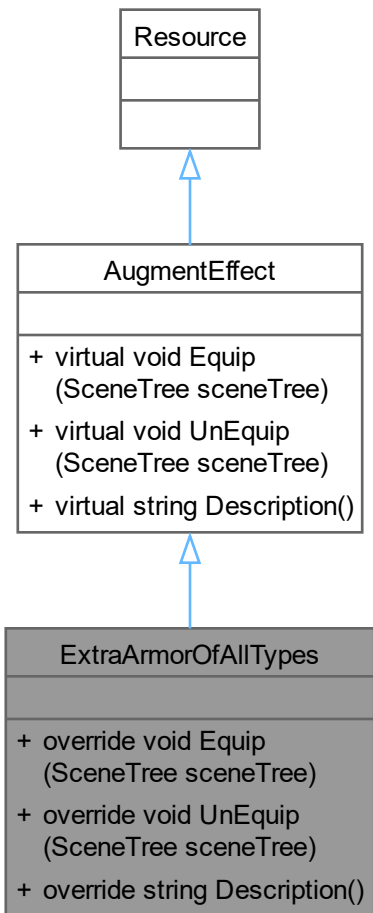 Resource
AugmentEffect
+ virtual void Equip
(SceneTree sceneTree)
+ virtual void UnEquip
(SceneTree sceneTree)
+ virtual string Description()
ExtraArmorOfAllTypes
+ override void Equip
(SceneTree sceneTree)
+ override void UnEquip
(SceneTree sceneTree)
+ override string Description()